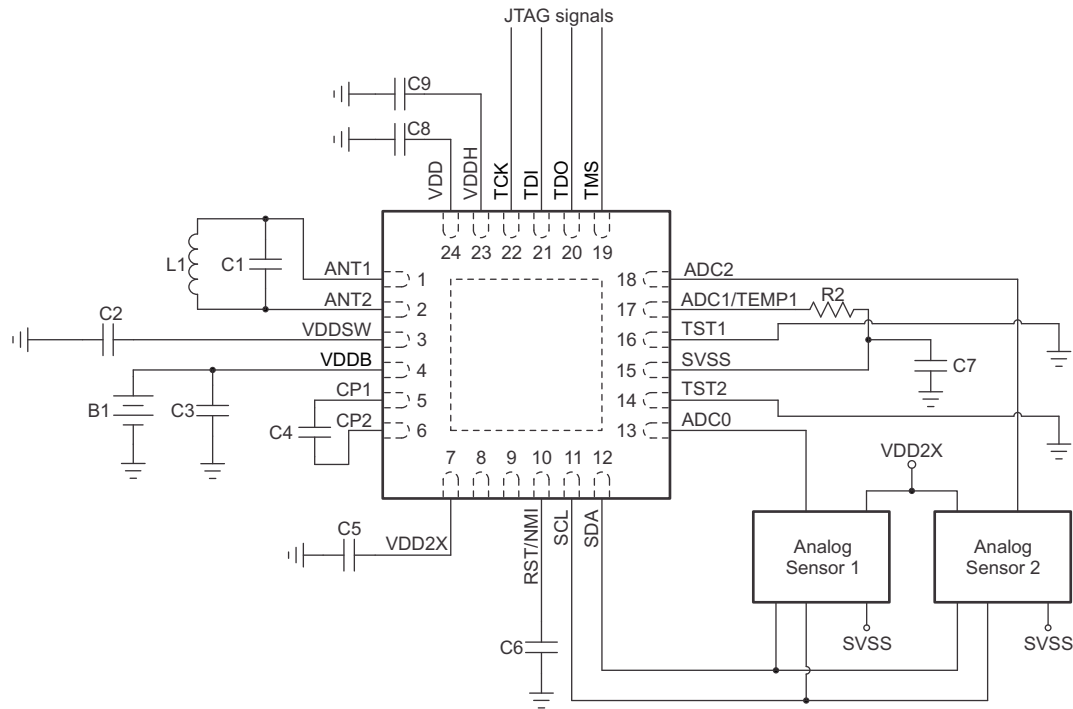 JTAG signals
C9
C8
VDD
VDDH
TCK
TDI
TDO
TMS
24
23
22
21
20
19
L1
C1
ANT1
1
ANT2
2
C2
VDDSW
3
VDDB
4
B1
C3
CP1
5
C4
CP2
6
18
ADC2
17
ADC1/TEMP1
R2
16
TST1
15
SVSS
C7
14
TST2
13
ADC0
7
8
9
10
11
12
C5
VDD2X
RST/NMI
SCL
SDA
C6
VDD2X
Analog
Sensor 1
Analog
Sensor 2
SVSS
SVSS